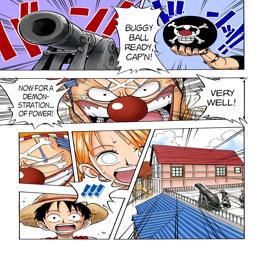 BUGGY
BALL
READY,
CAP'N!
NOW FOR A
DEMON-
STRATION...
OF POWER!
VERY
WELL!
!!!